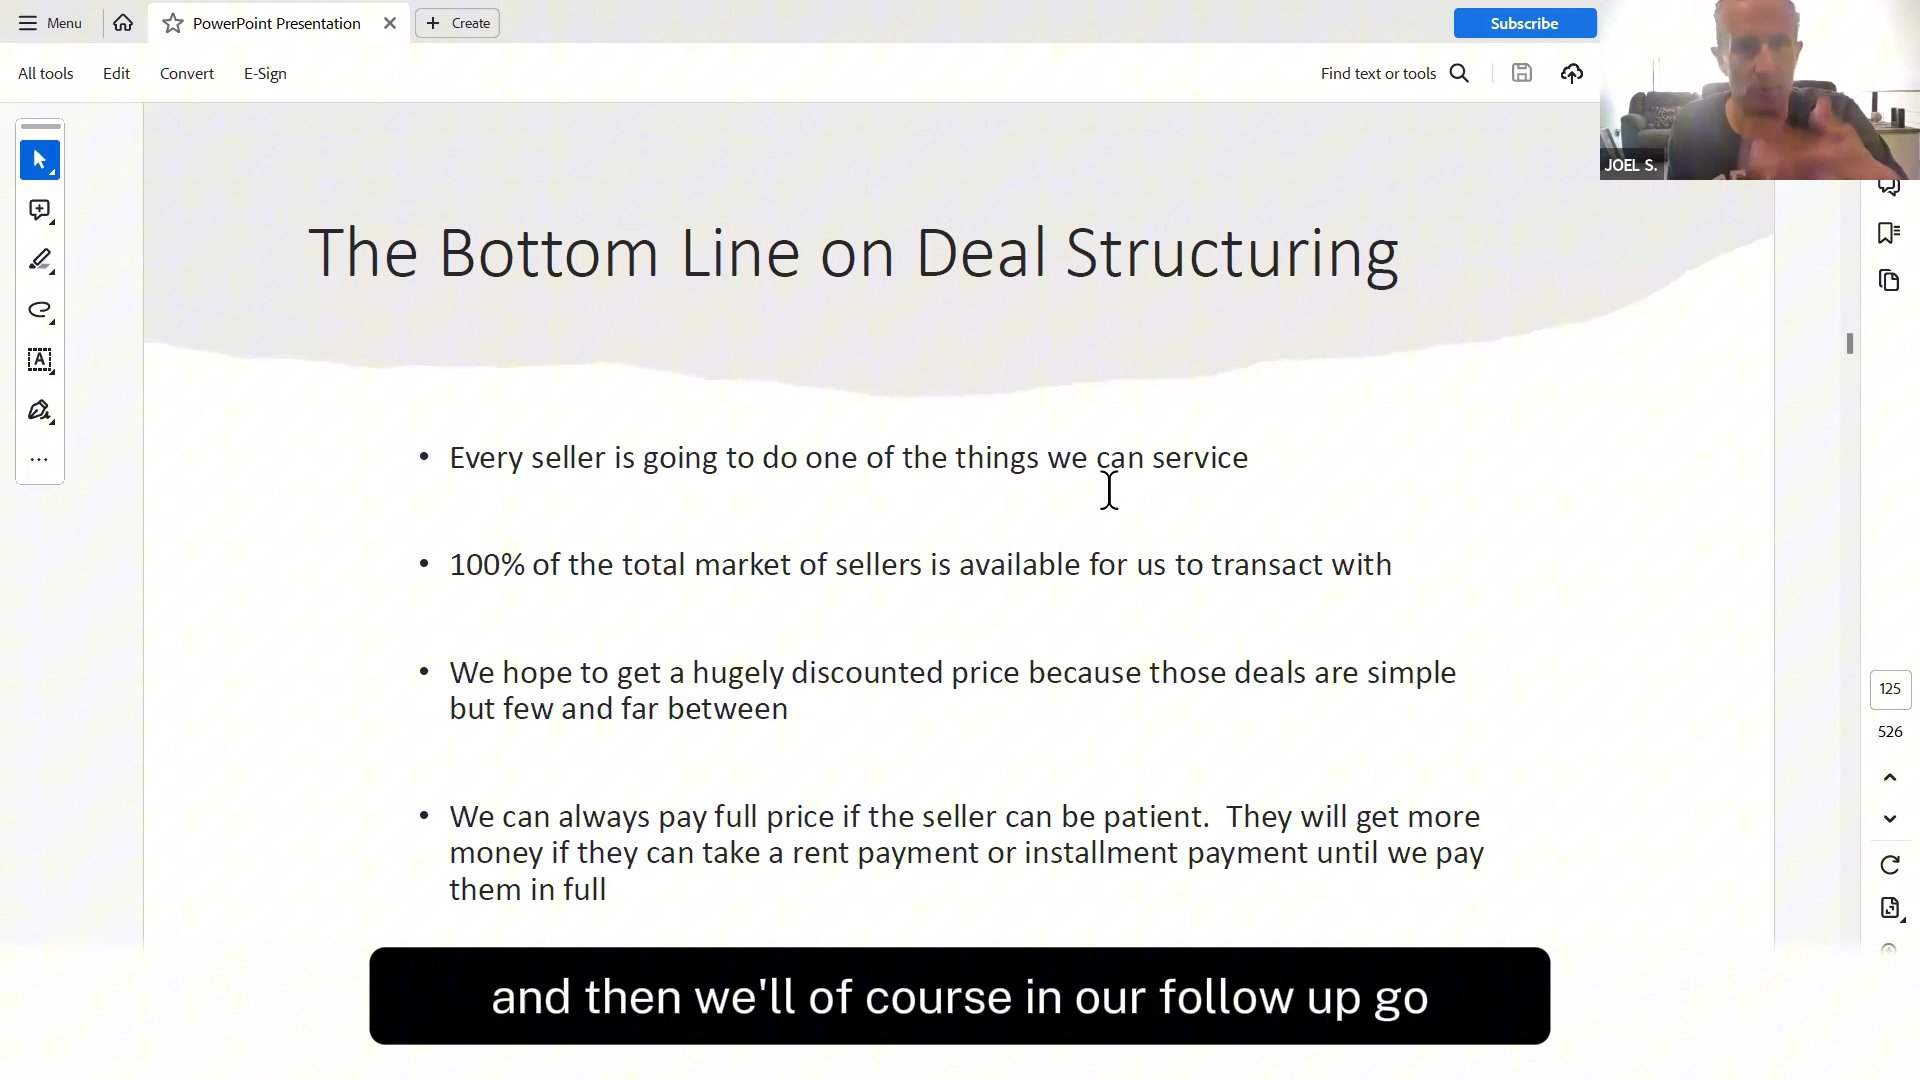 Menu
PowerPoint Presentation
Create
Subscribe
All tools
Edit
Convert
E-Sign
Find text or tools
JOEL S.
The Bottom Line on Deal Structuring
• Every seller is going to do one of the things we can service
• 100% of the total market of sellers is available for us to transact with
• We hope to get a hugely discounted price because those deals are simple
but few and far between
• We can always pay full price if the seller can be patient.  They will get more
money if they can take a rent payment or installment payment until we pay
them in full
125
526
and then we'll of course in our follow up go